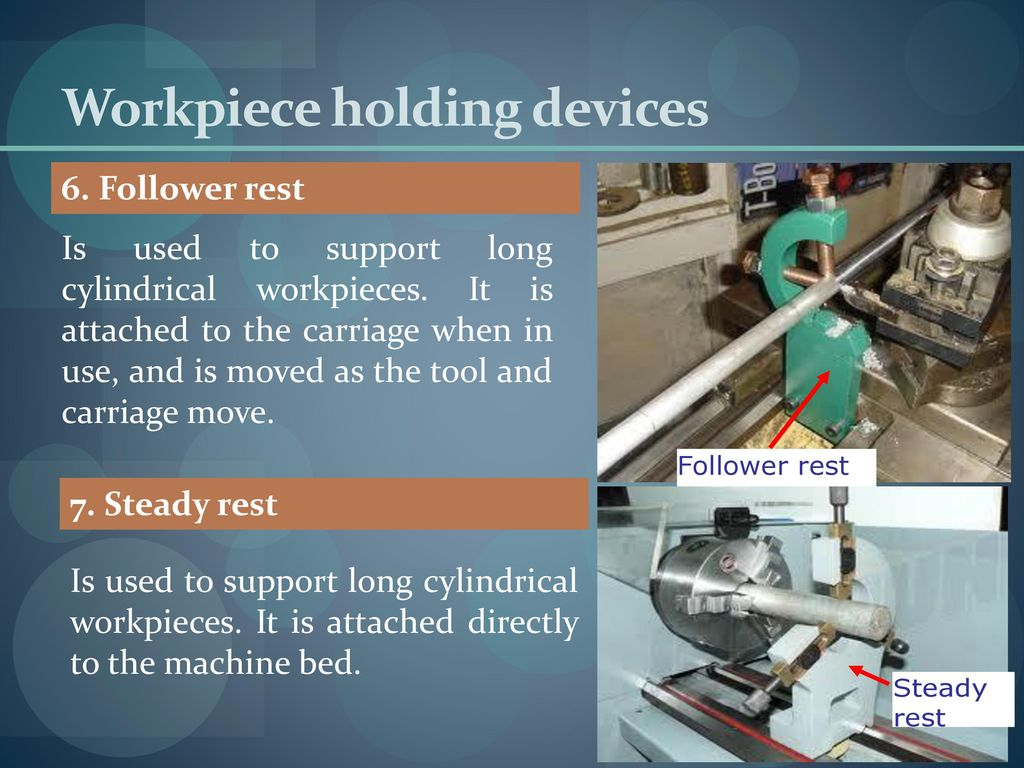 Workpiece holding devices
6. Follower rest
Is used to support long
cylindrical workpieces. It is
attached to the carriage when in
use, and is moved as the tool and
carriage move.
T-Bo
Follower rest
7. Steady rest
Is used to support long cylindrical
workpieces. It is attached directly
to the machine bed.
Steady
rest